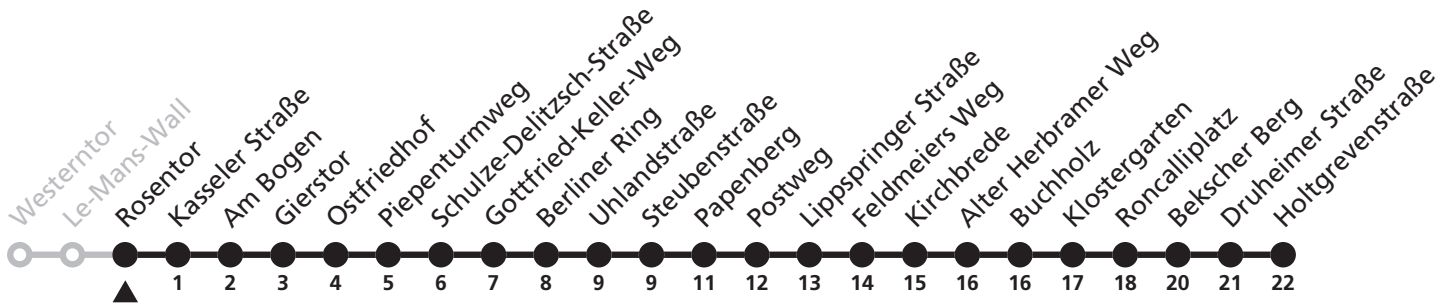 Westerntor
Le-Mans-Wall
Rosentor
Kasseler Straße
Am Bogen
Gierstor
Ostfriedhof
Piepenturmweg
Schulze-Delitzsch-Straße
Gottfried-Keller-Weg
Berliner Ring
Uhlandstraße
Steubenstraße
Papenberg
Postweg
Lippspringer Straße
Feldmeiers Weg
Kirchbrede
Alter Herbramer Weg
Buchholz
Klostergarten
Roncalliplatz
Bekscher Berg
Druheimer Straße
Holtgrevenstraße
1 2 3 4 5 6 7 8 9 9 11 12 13 14 15 16 16 17 18 20 21 22